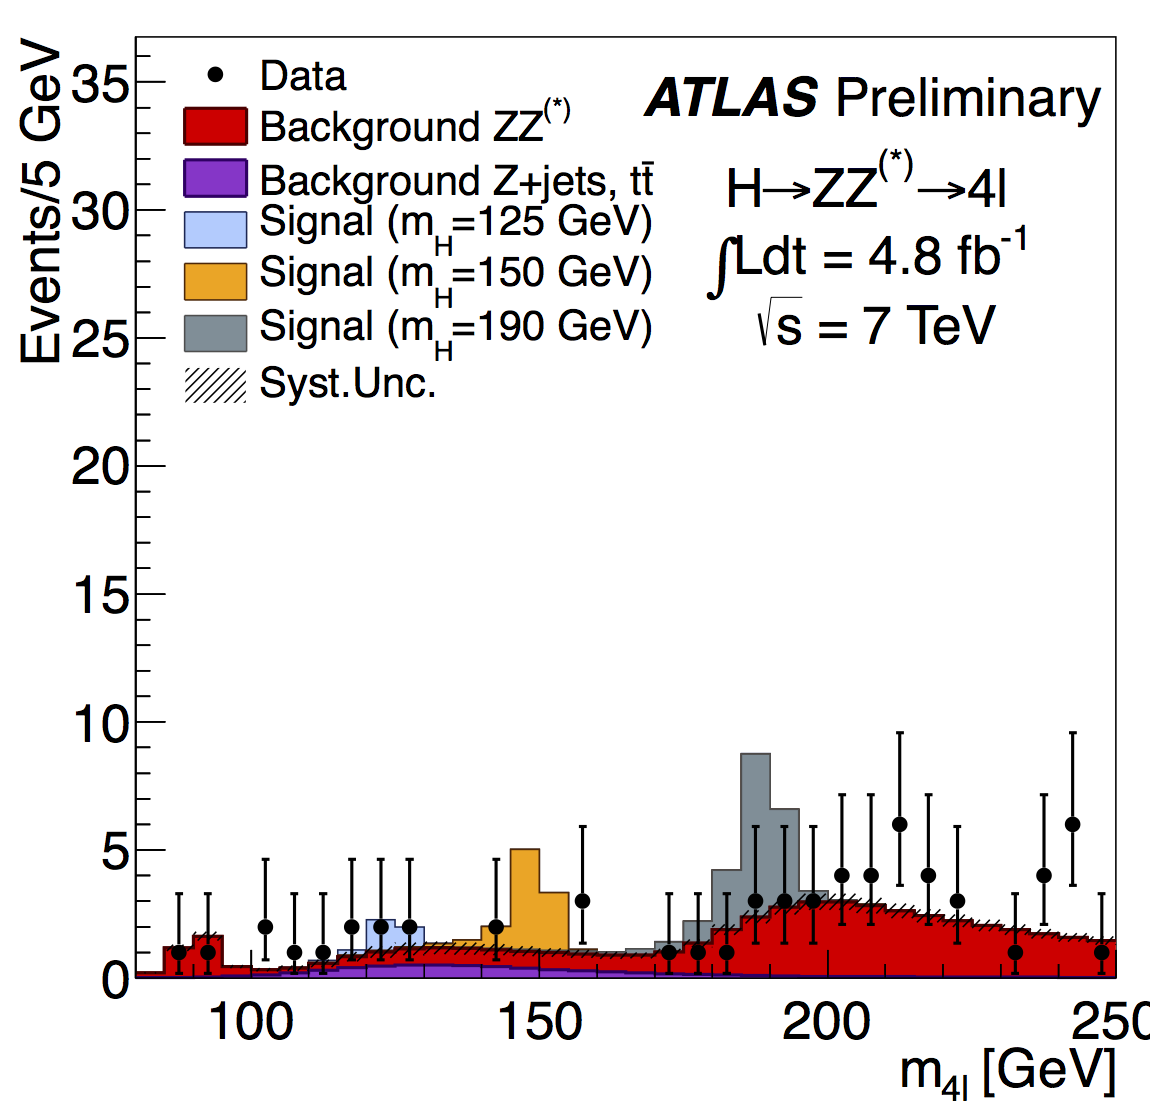 Events/5 GeV
35
30
25
20
15
10
5
0
Data
Background ZZ(*)
Background Z+jets, tt̄
Signal (mH=125 GeV)
Signal (mH=150 GeV)
Signal (mH=190 GeV)
Syst.Unc.
ATLAS Preliminary
H→ZZ(*)→4l
∫Ldt = 4.8 fb-1
√s = 7 TeV
100 150 200 250
m4l [GeV]